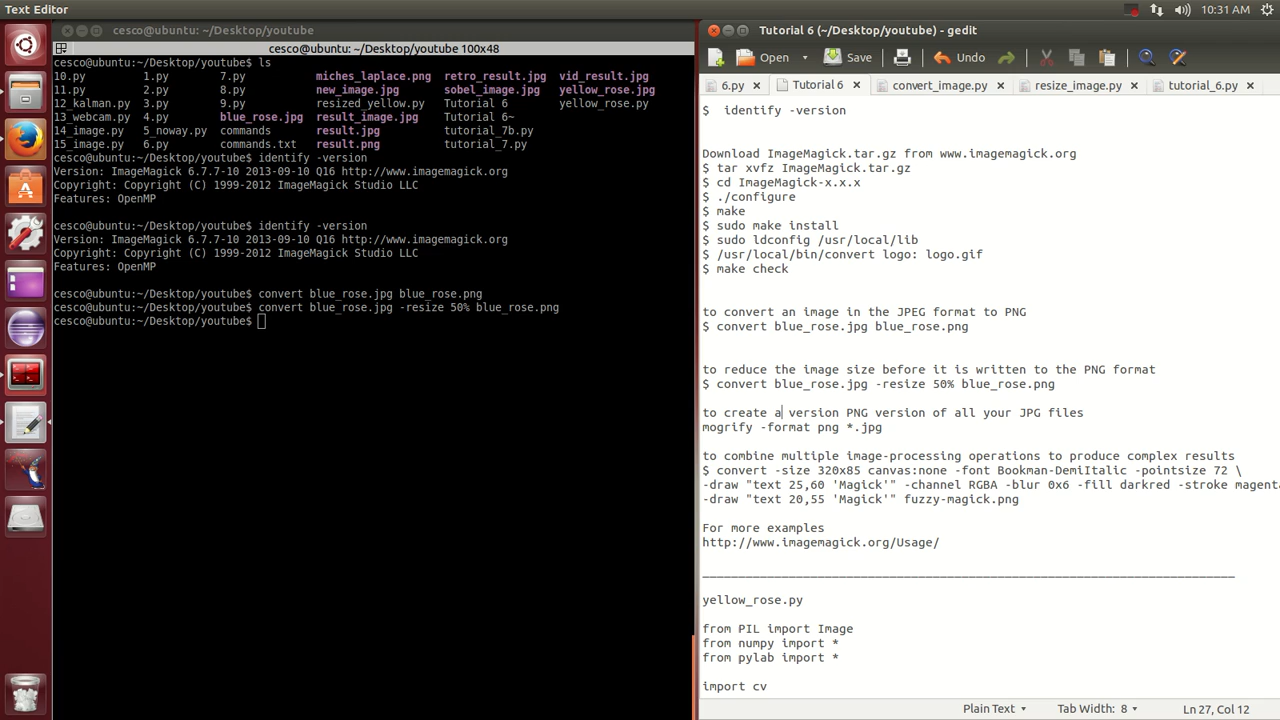 Text Editor
10:31 AM
cesco@ubuntu: ~/Desktop/youtube
cesco@ubuntu: ~/Desktop/youtube 100x48
cesco@ubuntu:~/Desktop/youtube$ ls
10.py 1.py 7.py miches_laplace.png retro_result.jpg vid_result.jpg
11.py 2.py 8.py new_image.jpg sobel_image.jpg yellow_rose.jpg
12_kalman.py 3.py 9.py resized_yellow.py Tutorial 6 yellow_rose.py
13_webcam.py 4.py blue_rose.jpg result_image.jpg Tutorial 6~
14_image.py 5_noway.py commands result.jpg tutorial_7b.py
15_image.py 6.py commands.txt result.png tutorial_7.py
cesco@ubuntu:~/Desktop/youtube$ identify -version
Version: ImageMagick 6.7.7-10 2013-09-10 Q16 http://www.imagemagick.org
Copyright: Copyright (C) 1999-2012 ImageMagick Studio LLC
Features: OpenMP
cesco@ubuntu:~/Desktop/youtube$ identify -version
Version: ImageMagick 6.7.7-10 2013-09-10 Q16 http://www.imagemagick.org
Copyright: Copyright (C) 1999-2012 ImageMagick Studio LLC
Features: OpenMP
cesco@ubuntu:~/Desktop/youtube$ convert blue_rose.jpg blue_rose.png
cesco@ubuntu:~/Desktop/youtube$ convert blue_rose.jpg -resize 50% blue_rose.png
cesco@ubuntu:~/Desktop/youtube$
Tutorial 6 (~/Desktop/youtube) - gedit
Open Save Undo
6.py Tutorial 6 convert_image.py resize_image.py tutorial_6.py
$ identify -version
Download ImageMagick.tar.gz from www.imagemagick.org
$ tar xvfz ImageMagick.tar.gz
$ cd ImageMagick-x.x.x
$ ./configure
$ make
$ sudo make install
$ sudo ldconfig /usr/local/lib
$ /usr/local/bin/convert logo: logo.gif
$ make check
to convert an image in the JPEG format to PNG
$ convert blue_rose.jpg blue_rose.png
to reduce the image size before it is written to the PNG format
$ convert blue_rose.jpg -resize 50% blue_rose.png
to create a version PNG version of all your JPG files
mogrify -format png *.jpg
to combine multiple image-processing operations to produce complex results
$ convert -size 320x85 canvas:none -font Bookman-DemiItalic -pointsize 72 \
-draw "text 25,60 'Magick'" -channel RGBA -blur 0x6 -fill darkred -stroke magenta
-draw "text 20,55 'Magick'" fuzzy-magick.png
For more examples
http://www.imagemagick.org/Usage/
__________________________________________________________________________
yellow_rose.py
from PIL import Image
from numpy import *
from pylab import *
import cv
Plain Text Tab Width: 8 Ln 27, Col 12